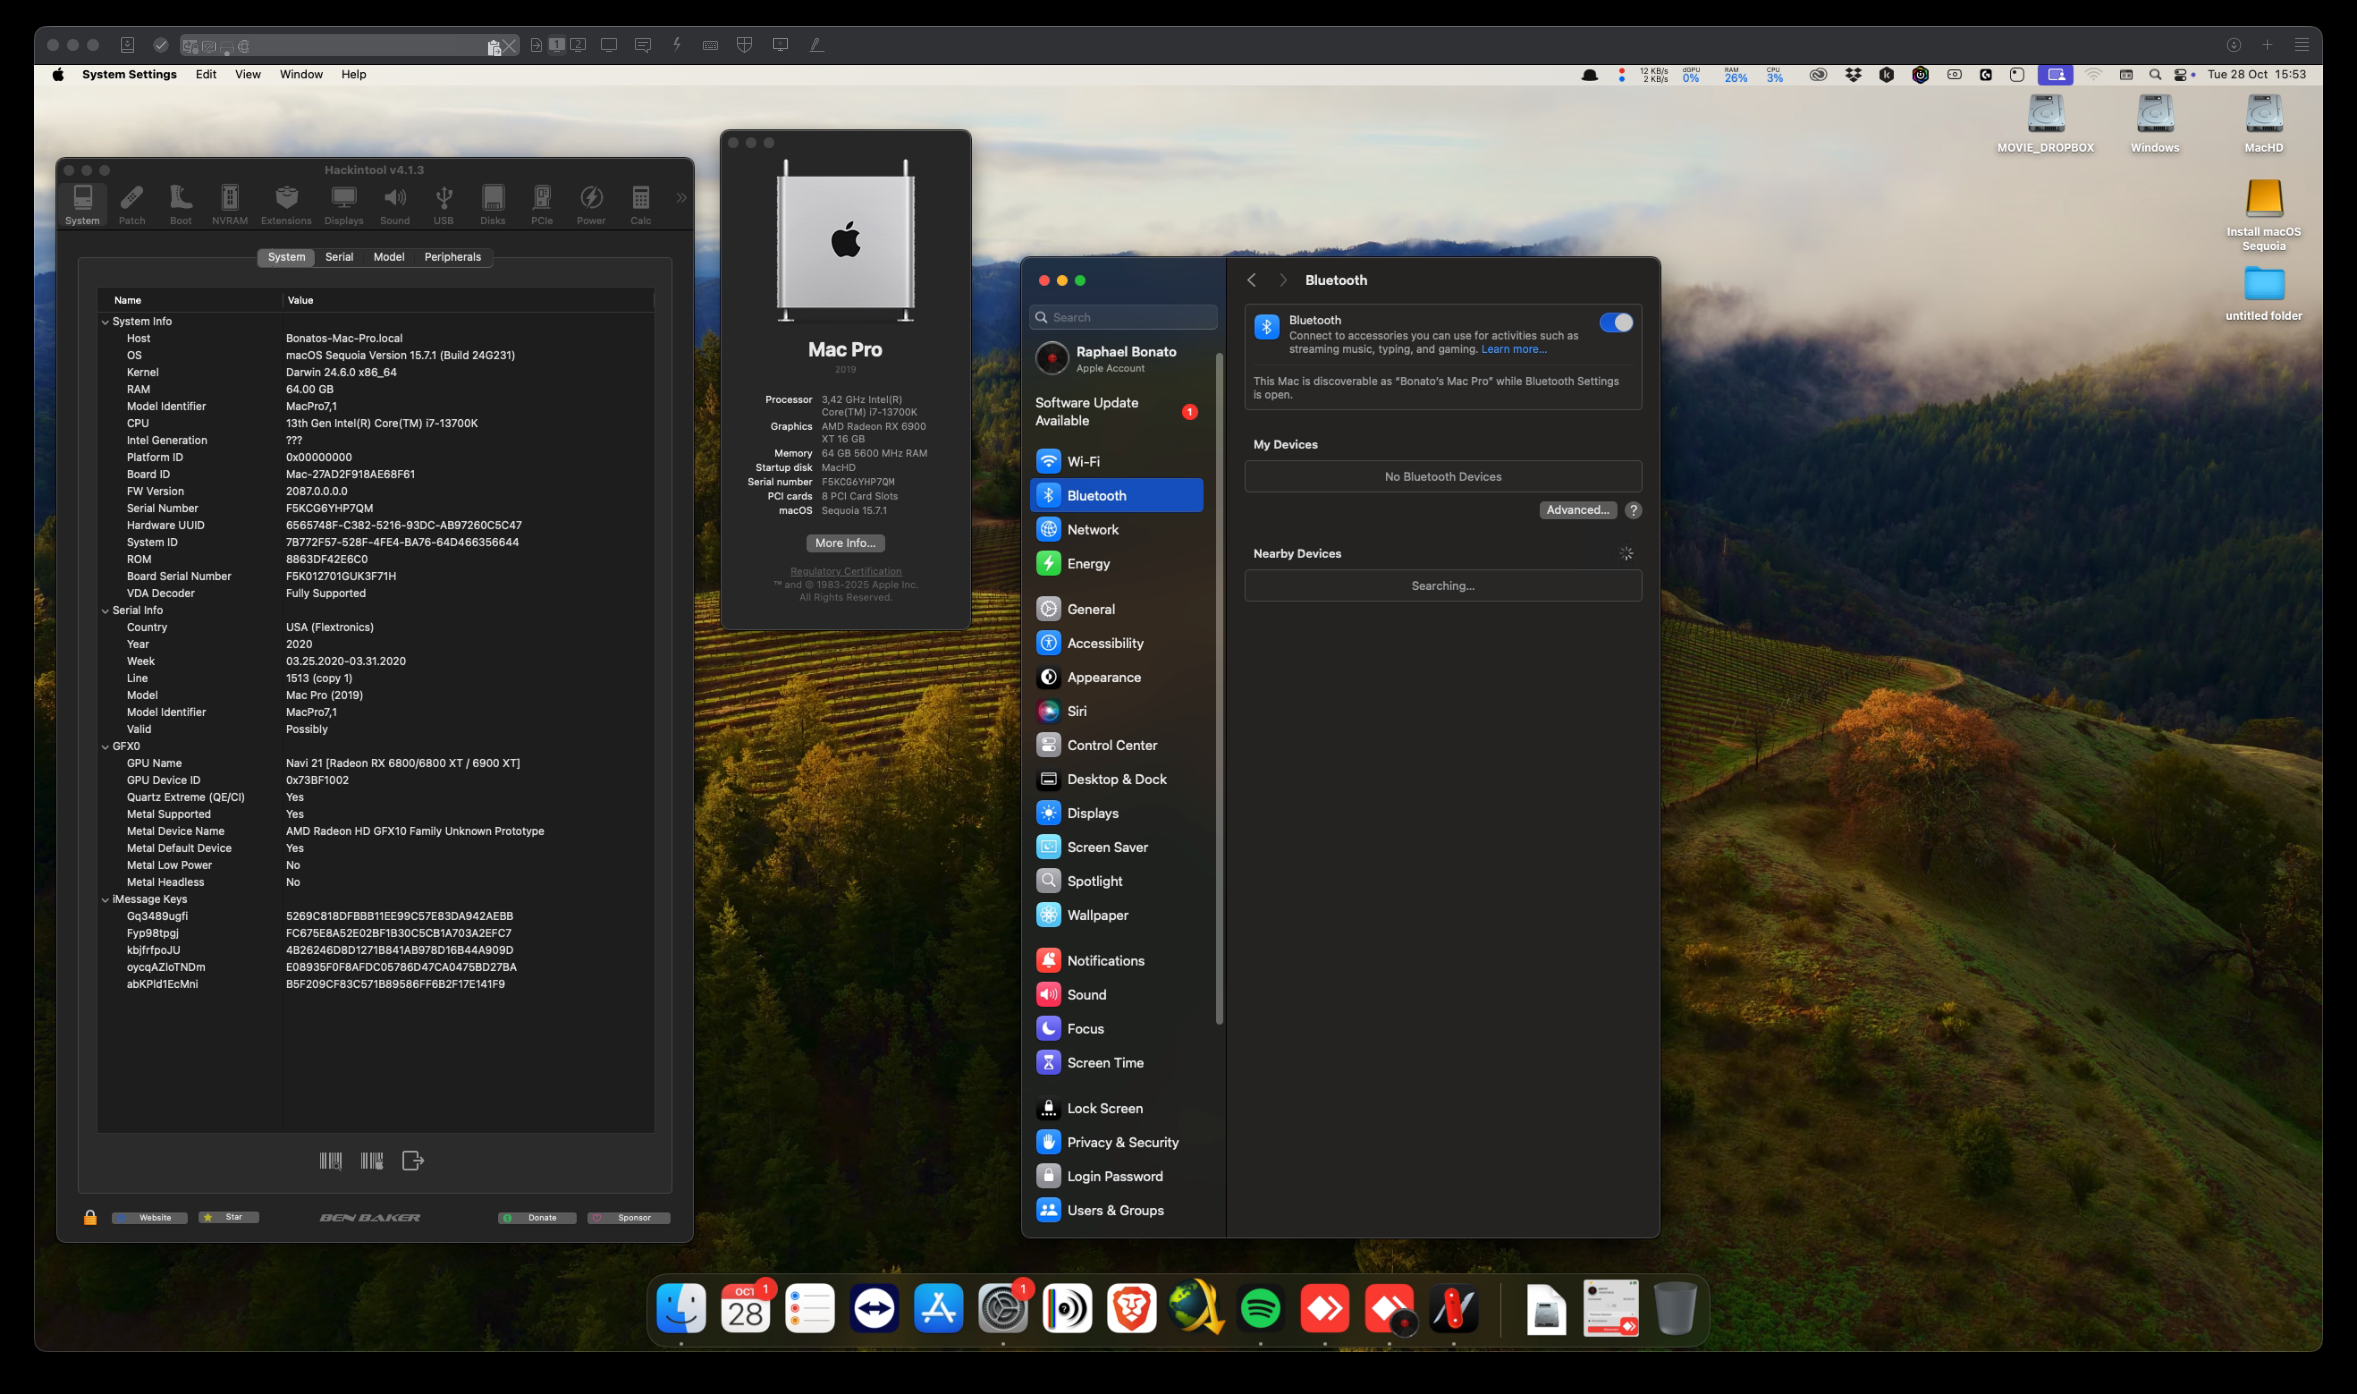 System Settings Edit View Window Help
12 KB/s
2 KB/s
dGPU
0%
RAM
26%
CPU
3%
Tue 28 Oct 15:53
MOVIE_DROPBOX
Windows
MacHD
Install macOS
Sequoia
untitled folder
Hackintool v4.1.3
System Patch Boot NVRAM Extensions Displays Sound USB Disks PCIe Power Calc
System Serial Model Peripherals
Name Value
System Info
Host Bonatos-Mac-Pro.local
OS macOS Sequoia Version 15.7.1 (Build 24G231)
Kernel Darwin 24.6.0 x86_64
RAM 64.00 GB
Model Identifier MacPro7,1
CPU 13th Gen Intel(R) Core(TM) i7-13700K
Intel Generation ???
Platform ID 0x00000000
Board ID Mac-27AD2F918AE68F61
FW Version 2087.0.0.0.0
Serial Number F5KCG6YHP7QM
Hardware UUID 6565748F-C382-5216-93DC-AB97260C5C47
System ID 7B772F57-528F-4FE4-BA76-64D466356644
ROM 8863DF42E6C0
Board Serial Number F5K012701GUK3F71H
VDA Decoder Fully Supported
Serial Info
Country USA (Flextronics)
Year 2020
Week 03.25.2020-03.31.2020
Line 1513 (copy 1)
Model Mac Pro (2019)
Model Identifier MacPro7,1
Valid Possibly
GFX0
GPU Name Navi 21 [Radeon RX 6800/6800 XT / 6900 XT]
GPU Device ID 0x73BF1002
Quartz Extreme (QE/CI) Yes
Metal Supported Yes
Metal Device Name AMD Radeon HD GFX10 Family Unknown Prototype
Metal Default Device Yes
Metal Low Power No
Metal Headless No
iMessage Keys
Gq3489ugfi 5269C818DFBBB11EE99C57E83DA942AEBB
Fyp98tpgj FC675E8A52E02BF1B30C5CB1A703A2EFC7
kbjfrfpoJU 4B26246D8D1271B841AB978D16B44A909D
oycqAZloTNDm E08935F0F8AFDC05786D47CA0475BD27BA
abKPld1EcMni B5F209CF83C571B89586FF6B2F17E141F9
Website Star BEN BAKER Donate Sponsor
Mac Pro
2019
Processor 3,42 GHz Intel(R)
Core(TM) i7-13700K
Graphics AMD Radeon RX 6900
XT 16 GB
Memory 64 GB 5600 MHz RAM
Startup disk MacHD
Serial number F5KCG6YHP7QM
PCI cards 8 PCI Card Slots
macOS Sequoia 15.7.1
More Info...
Regulatory Certification
™ and © 1983-2025 Apple Inc.
All Rights Reserved.
Search
Raphael Bonato
Apple Account
Software Update
Available
1
Wi-Fi
Bluetooth
Network
Energy
General
Accessibility
Appearance
Siri
Control Center
Desktop & Dock
Displays
Screen Saver
Spotlight
Wallpaper
Notifications
Sound
Focus
Screen Time
Lock Screen
Privacy & Security
Login Password
Users & Groups
Bluetooth
Bluetooth
Connect to accessories you can use for activities such as
streaming music, typing, and gaming. Learn more...
This Mac is discoverable as "Bonato's Mac Pro" while Bluetooth Settings
is open.
My Devices
No Bluetooth Devices
Advanced... ?
Nearby Devices
Searching...
OCT
28
1
1